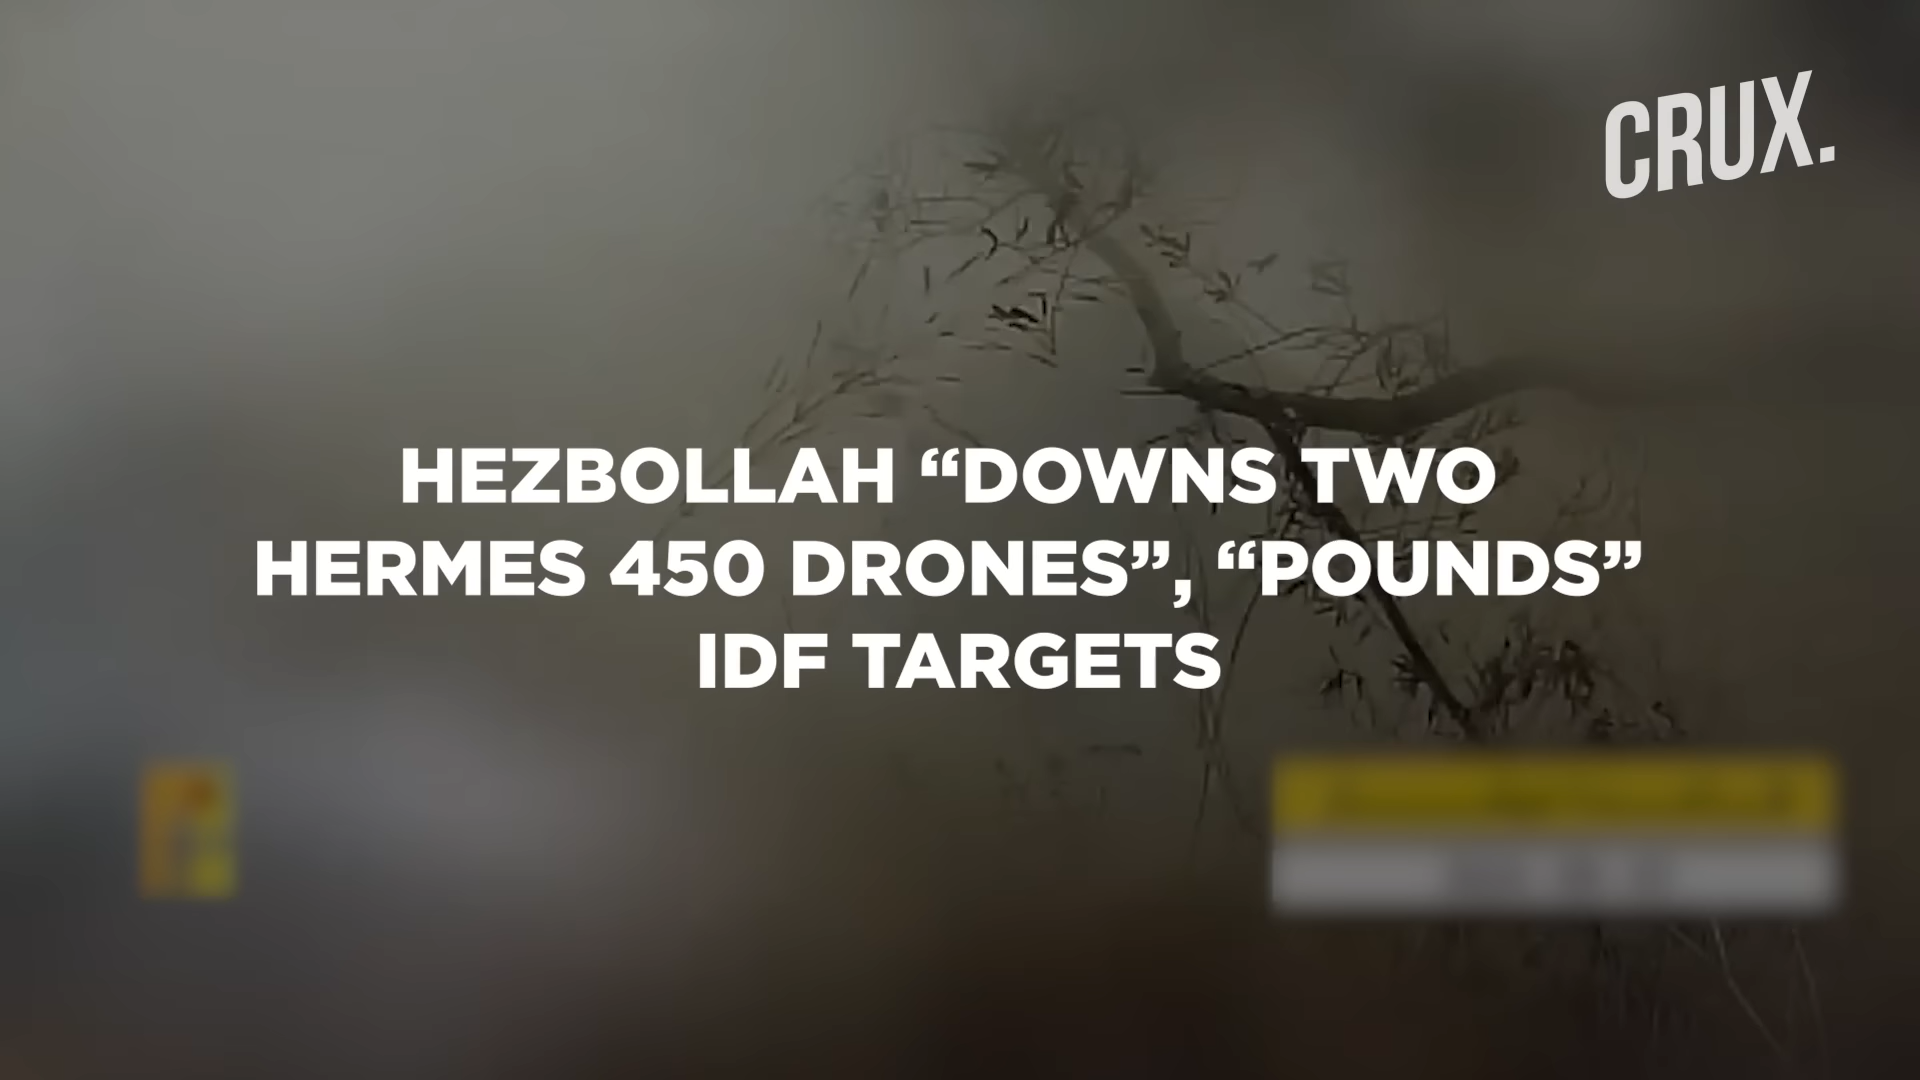 CRUX.
HEZBOLLAH “DOWNS TWO
HERMES 450 DRONES”, “POUNDS”
IDF TARGETS